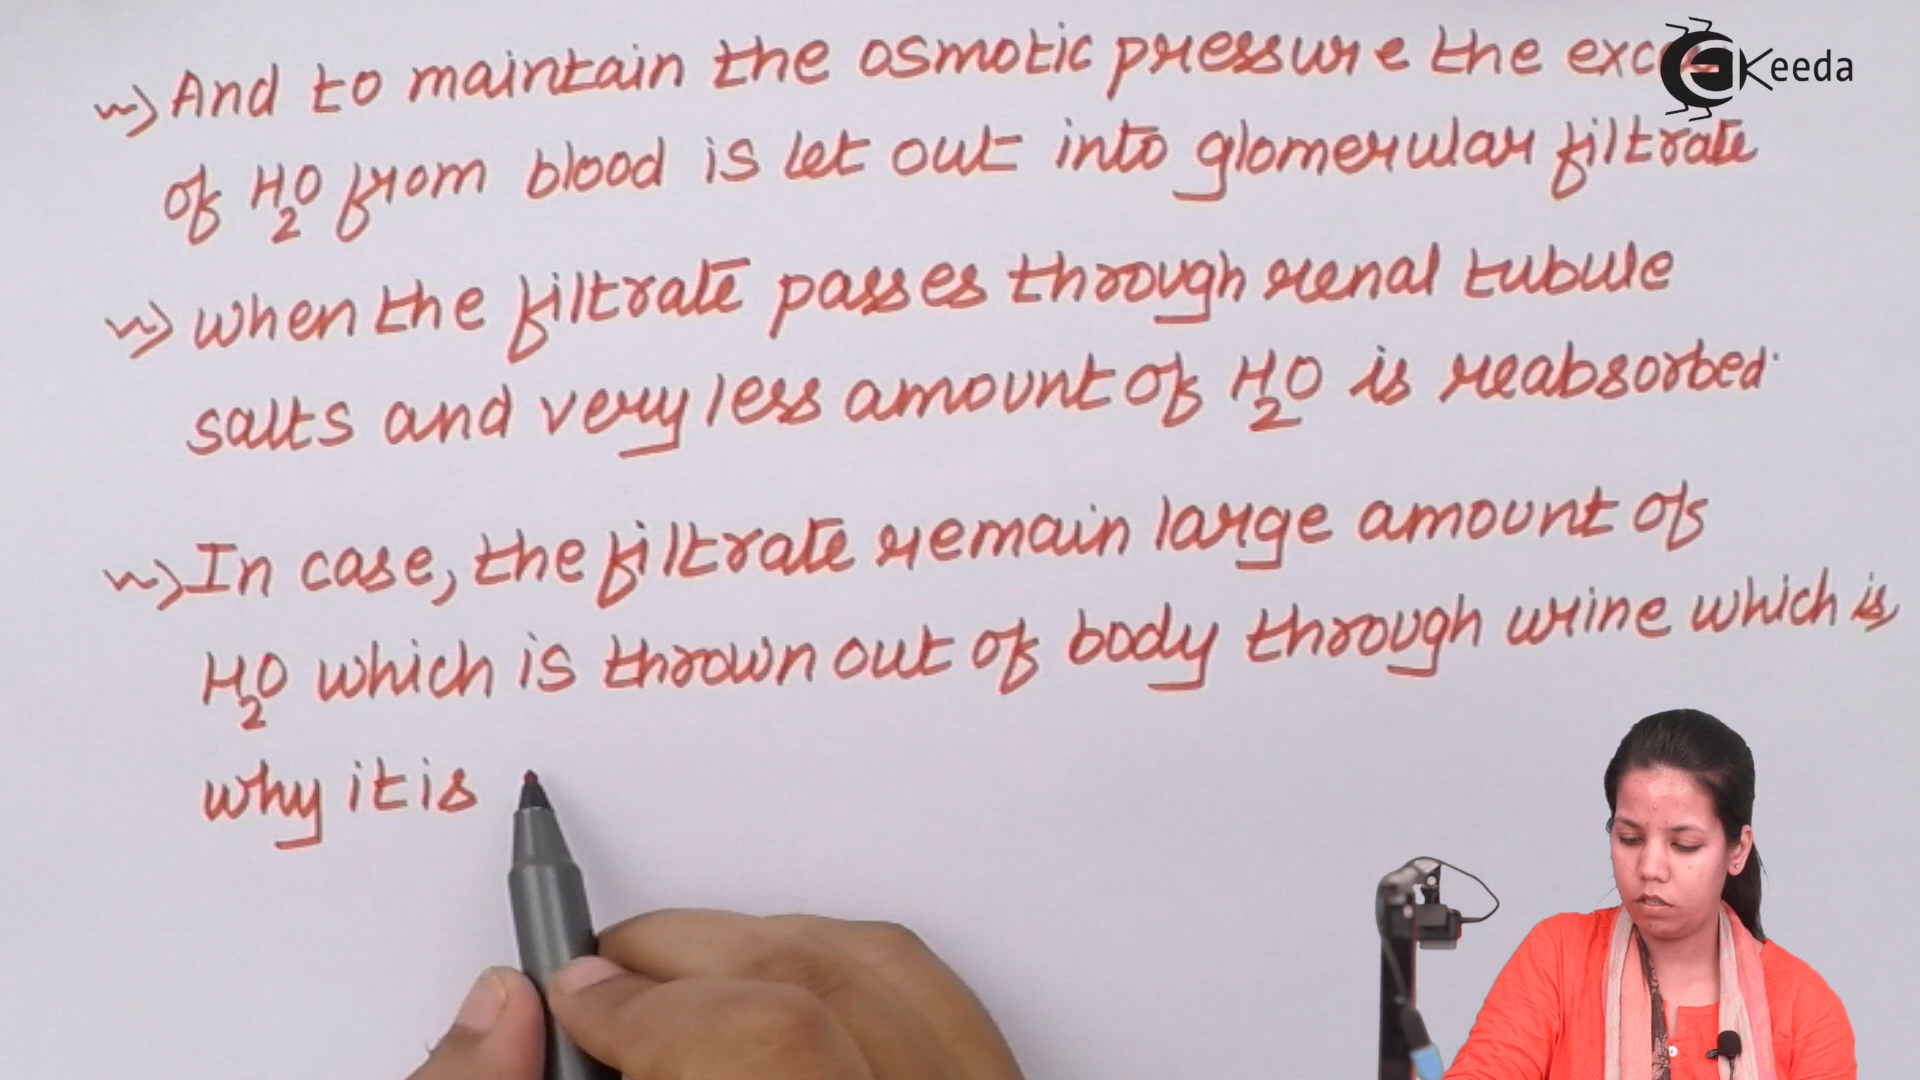 And to maintain the osmotic pressure the
of H2O from blood is let out into glomerular filtrate
when the filtrate passes through renal tubule
salts and very less amount of H2O is reabsorbed.
In case, the filtrate remain large amount of
H2O which is thrown out of body through urine which is
why it is
Keeda